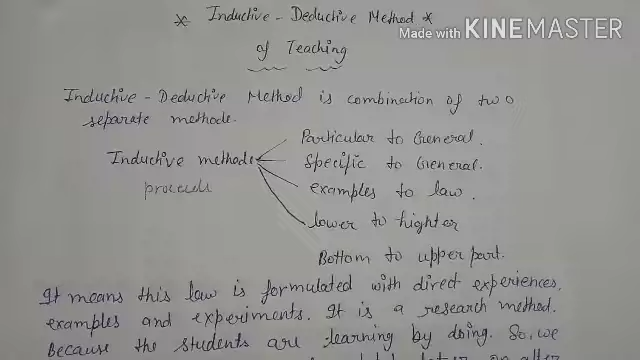 * Inductive - Deductive Method *
Made with KINEMASTER
of Teaching
Inductive - Deductive Method is combination of two
separate methods.
Particular to General.
Inductive methods
Specific to General.
proceeds
examples to law.
lower to highter
Bottom to upper part.
It means this law is formulated with direct experiences,
examples and experiments. It is a research method.
Because the students are learning by doing. So, we